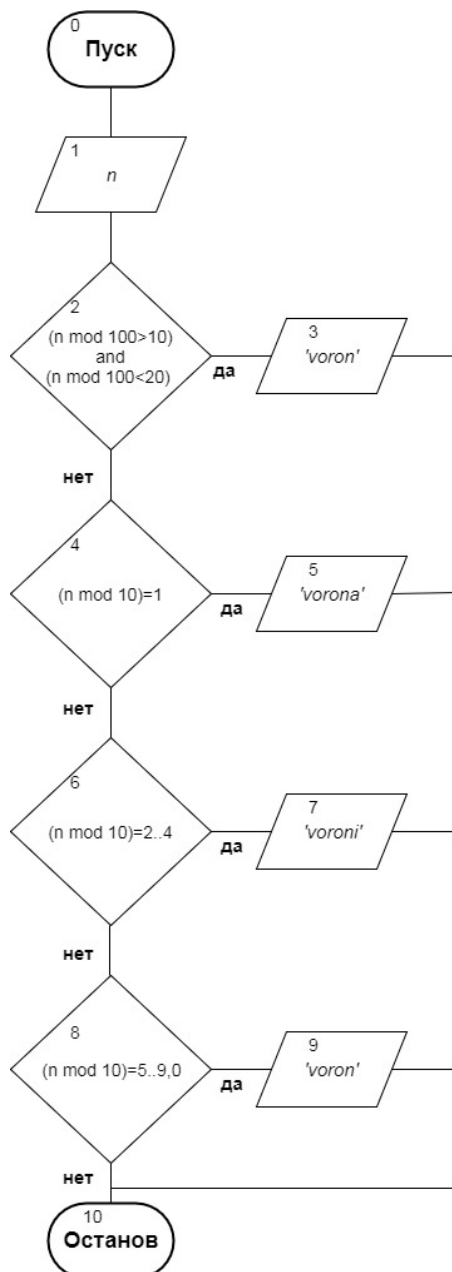 0
Пуск
1
n
2
(n mod 100>10)
and
(n mod 100<20)
да
3
'voron'
нет
4
(n mod 10)=1
да
5
'vorona'
нет
6
(n mod 10)=2..4
да
7
'voroni'
нет
8
(n mod 10)=5..9,0
да
9
'voron'
нет
10
Останов